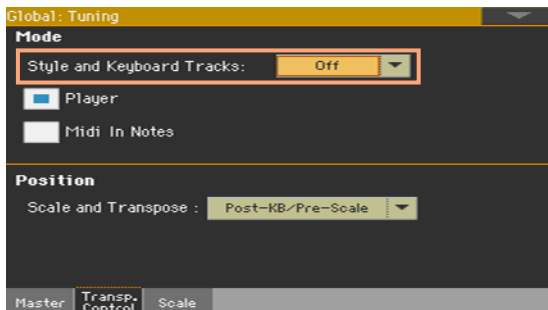 Global: Tuning
Mode
Style and Keyboard Tracks: Off
Player
Midi In Notes
Position
Scale and Transpose : Post-KB/Pre-Scale
Master Transp. Control Scale